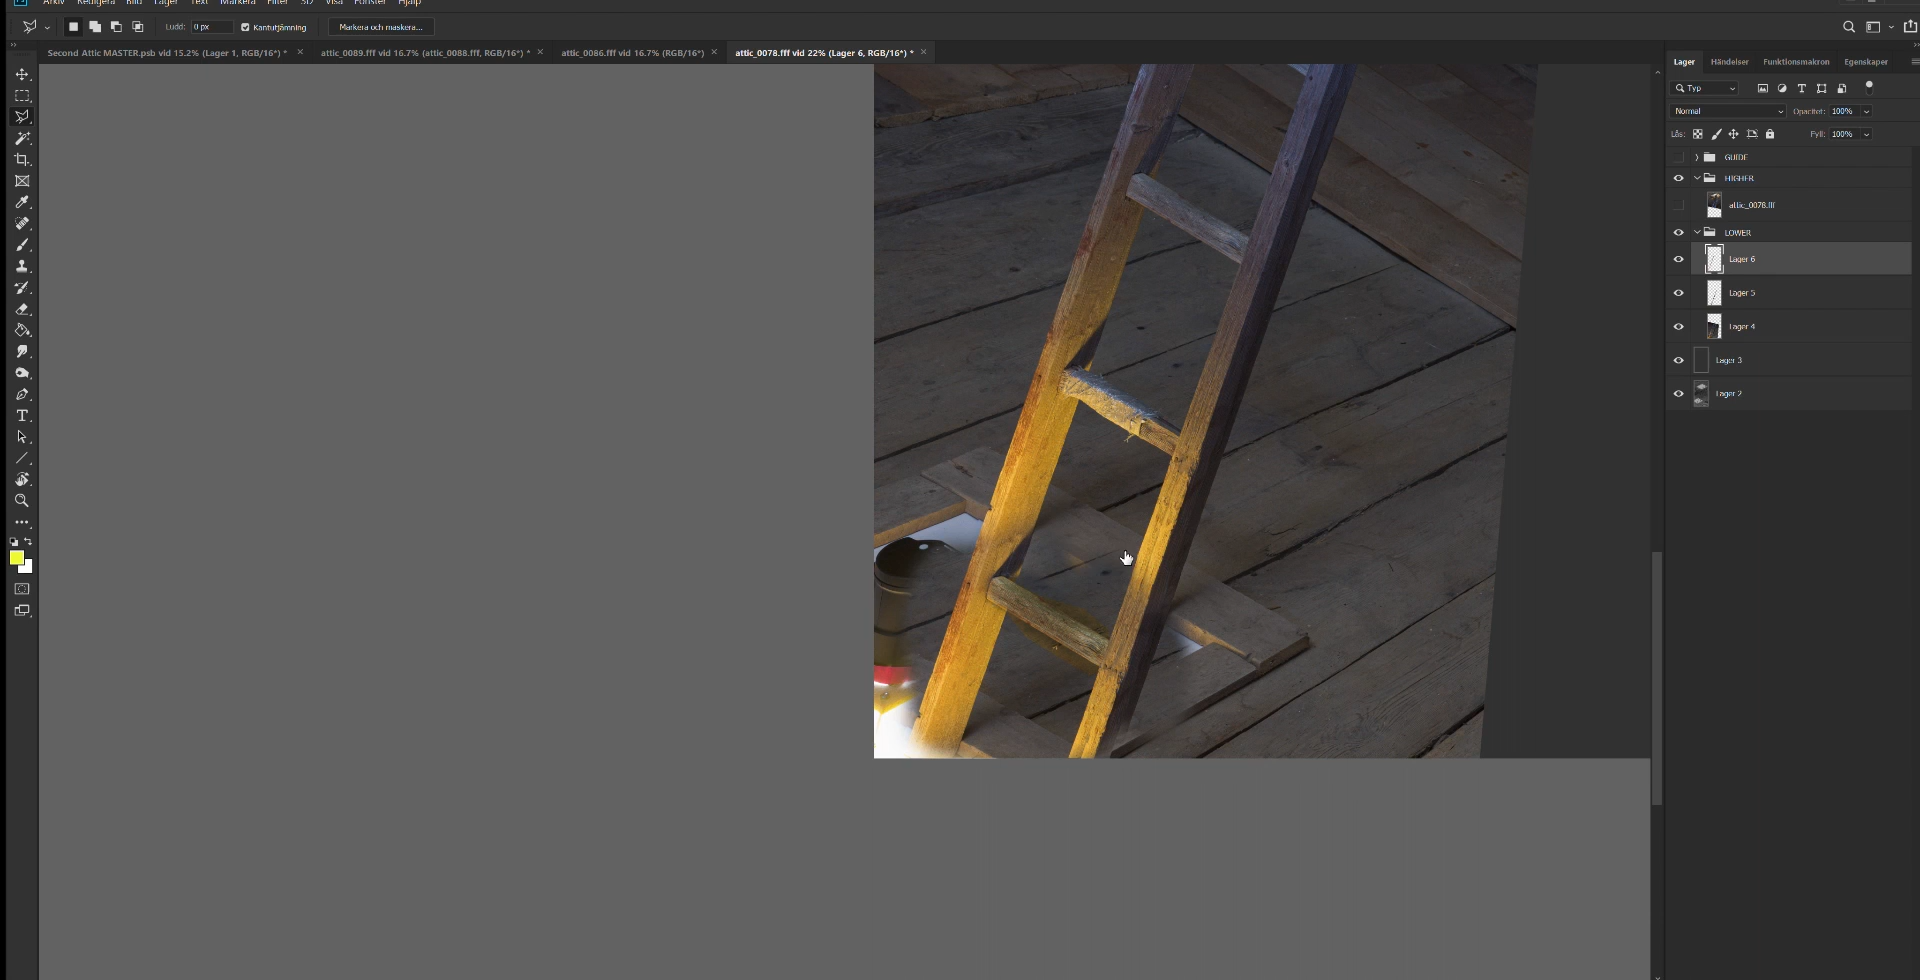 Arkiv Redigera Bild Lager Text Markera Filter 3D Visa Fönster Hjälp
Ludd: 0 px Kantutjämning Markera och maskera...
Second Attic MASTER.psb vid 15.2% (Lager 1, RGB/16*) * × attic_0089.fff vid 16.7% (attic_0088.fff, RGB/16*) * × attic_0086.fff vid 16.7% (RGB/16*) × attic_0078.fff vid 22% (Lager 6, RGB/16*) * ×
Lager Händelser Funktionsmakron Egenskaper
Typ
Normal Opacitet: 100%
Lås: Fyll: 100%
GUIDE
HIGHER
attic_0078.fff
LOWER
Lager 6
Lager 5
Lager 4
Lager 3
Lager 2